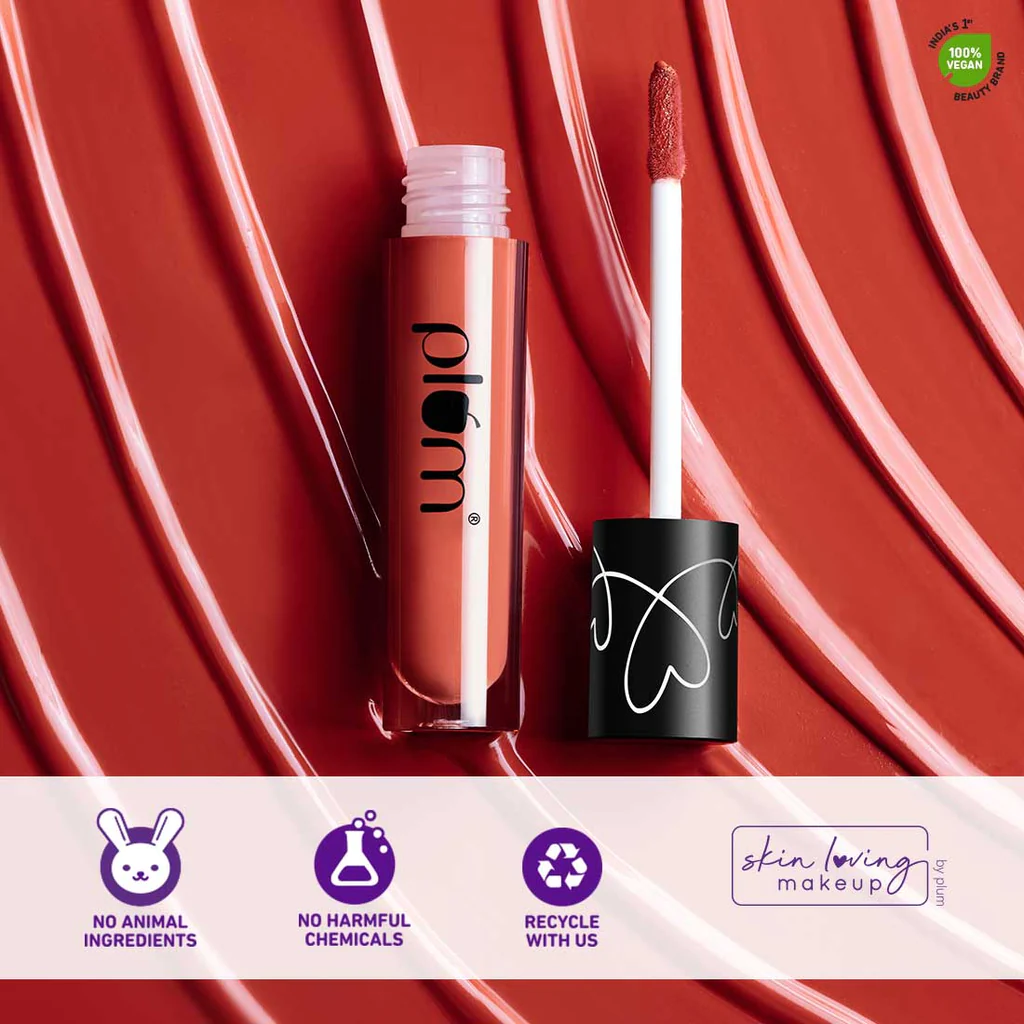 INDIA'S 1ST
100%
VEGAN
BEAUTY BRAND
plum
®
NO ANIMAL
INGREDIENTS
NO HARMFUL
CHEMICALS
RECYCLE
WITH US
skin loving
makeup
by plum